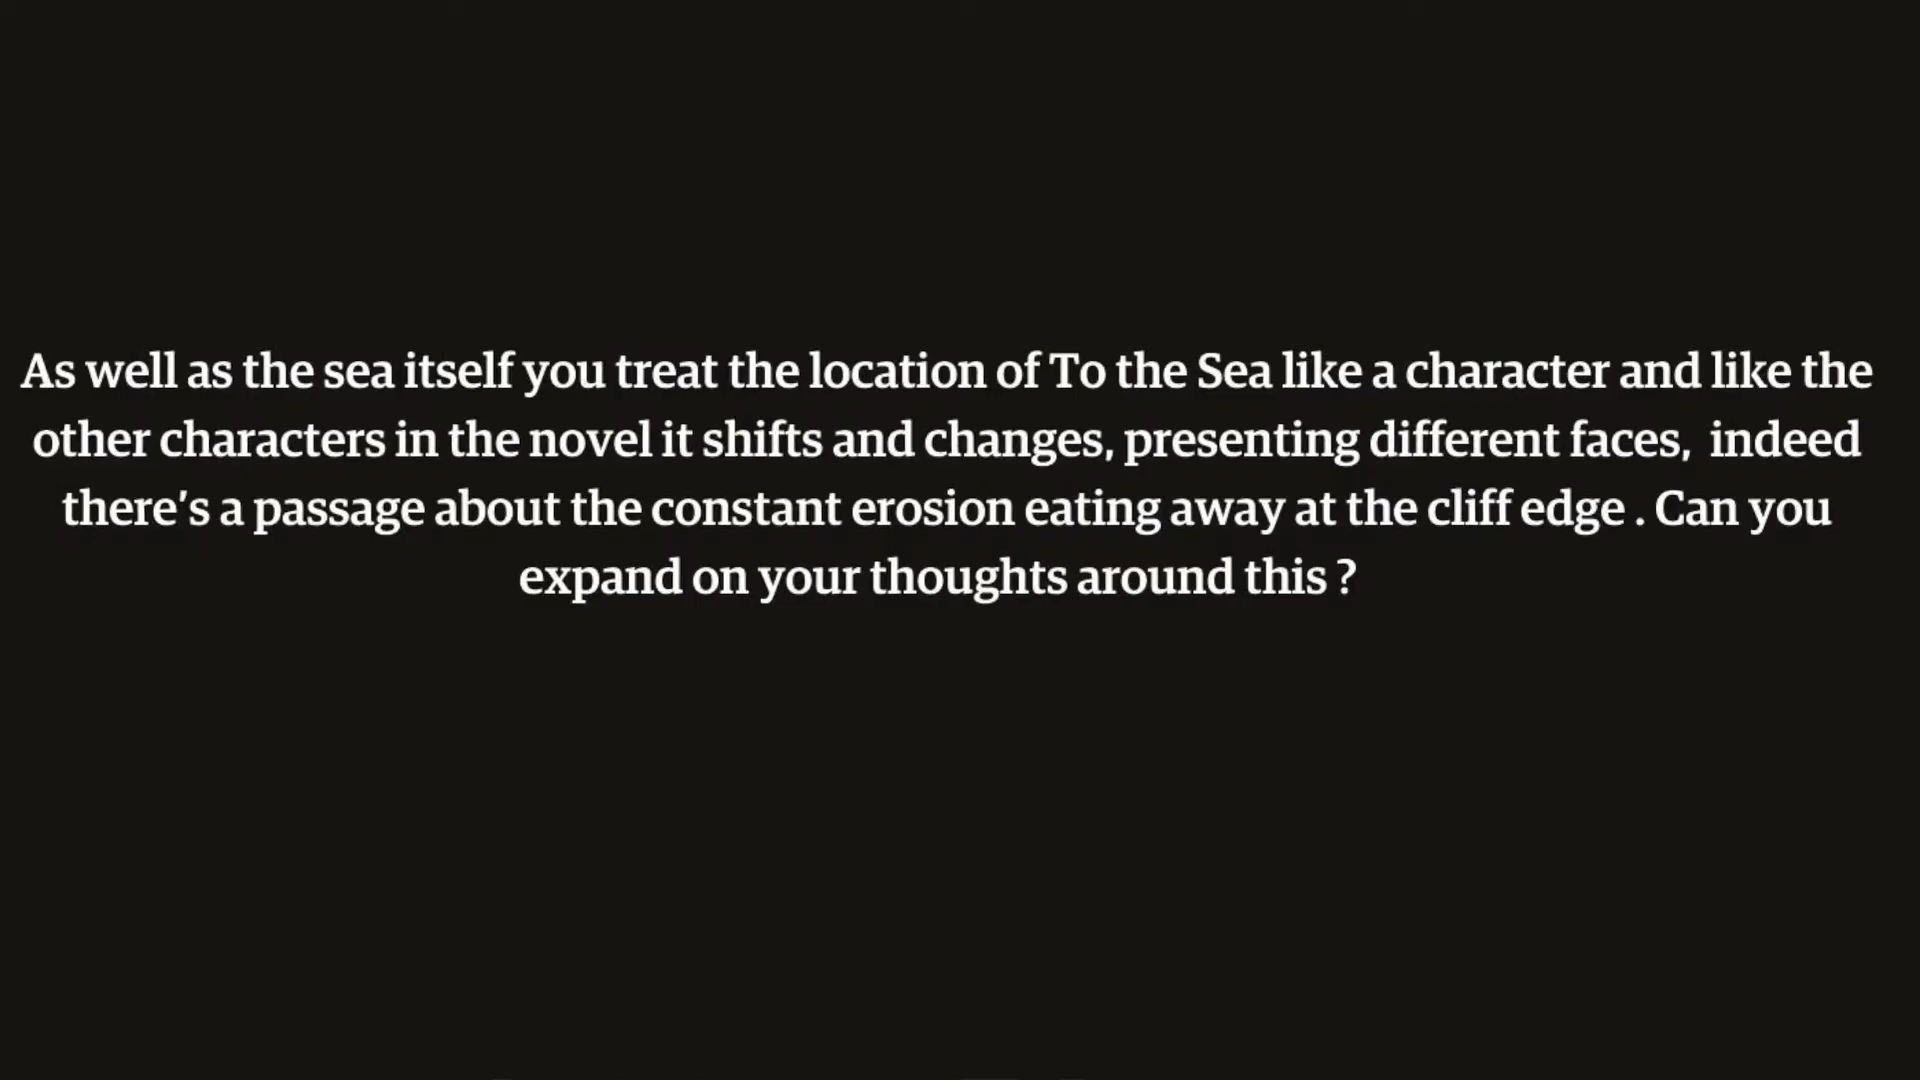 As well as the sea itself you treat the location of To the Sea like a character and like the
other characters in the novel it shifts and changes, presenting different faces,  indeed
there’s a passage about the constant erosion eating away at the cliff edge . Can you
expand on your thoughts around this ?